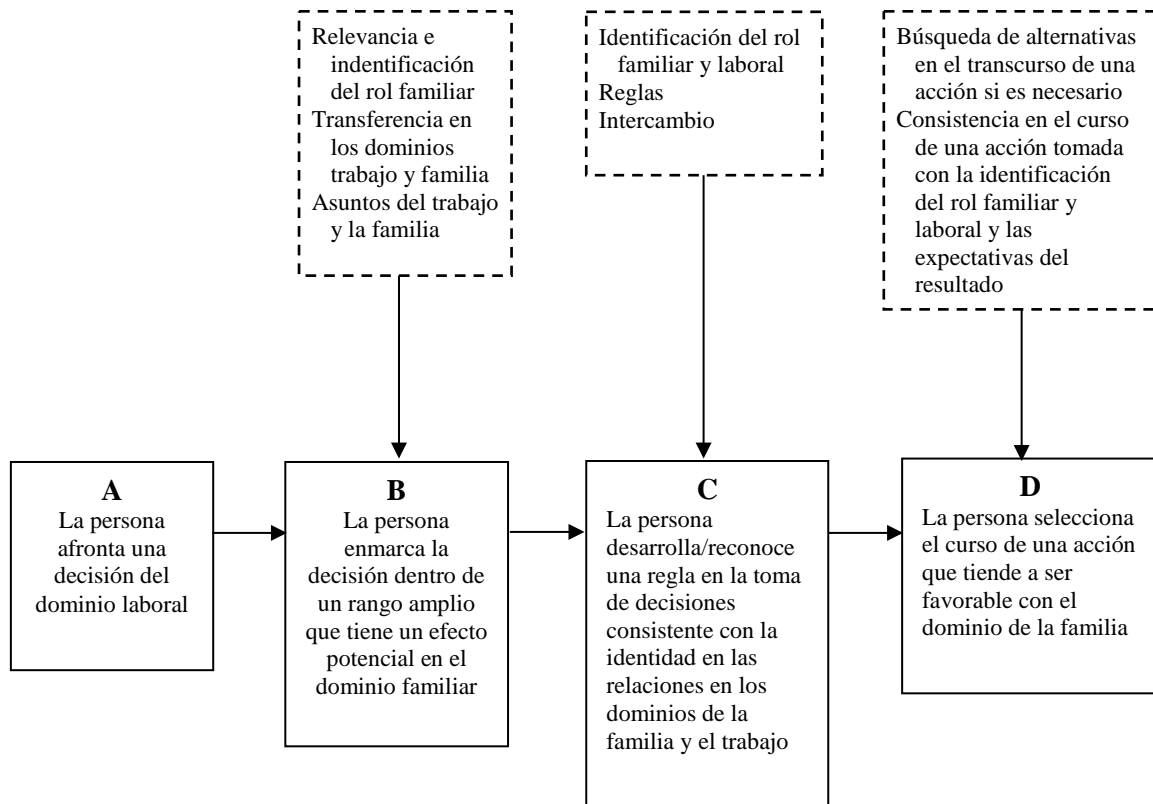 Relevancia e
indentificación
del rol familiar
Transferencia en
los dominios
trabajo y familia
Asuntos del trabajo
y la familia
Identificación del rol
familiar y laboral
Reglas
Intercambio
Búsqueda de alternativas
en el transcurso de una
acción si es necesario
Consistencia en el curso
de una acción tomada
con la identificación
del rol familiar y
laboral y las
expectativas del
resultado
A
La persona
afronta una
decisión del
dominio laboral
B
La persona
enmarca la
decisión dentro de
un rango amplio
que tiene un efecto
potencial en el
dominio familiar
C
La persona
desarrolla/reconoce
una regla en la toma
de decisiones
consistente con la
identidad en las
relaciones en los
dominios de la
familia y el trabajo
D
La persona selecciona
el curso de una acción
que tiende a ser
favorable con el
dominio de la familia